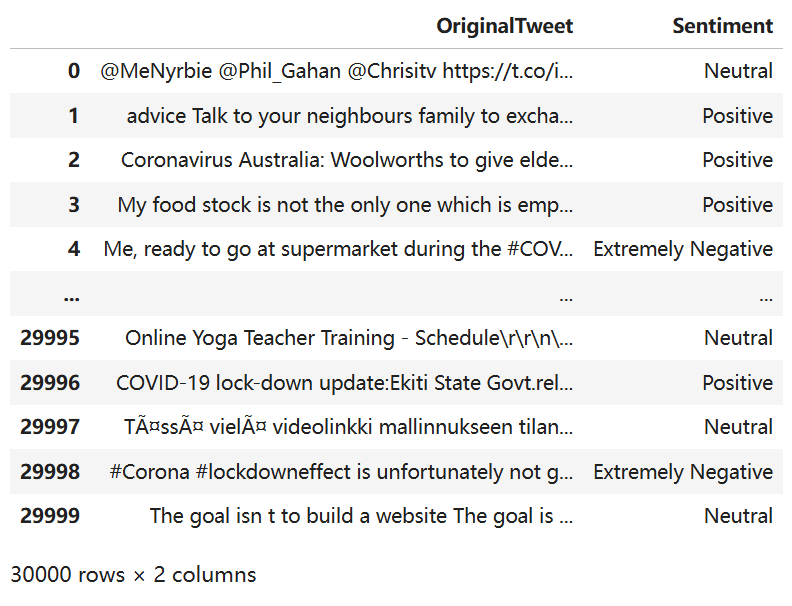 OriginalTweet Sentiment
0 @MeNyrbie @Phil_Gahan @Chrisitv https://t.co/i... Neutral
1 advice Talk to your neighbours family to excha... Positive
2 Coronavirus Australia: Woolworths to give elde... Positive
3 My food stock is not the only one which is emp... Positive
4 Me, ready to go at supermarket during the #COV... Extremely Negative
... ... ...
29995 Online Yoga Teacher Training - Schedule\r\r\n\... Neutral
29996 COVID-19 lock-down update:Ekiti State Govt.rel... Positive
29997 TÃ¤ssÃ¤ vielÃ¤ videolinkki mallinnukseen tilan... Neutral
29998 #Corona #lockdowneffect is unfortunately not g... Extremely Negative
29999 The goal isn t to build a website The goal is ... Neutral
30000 rows × 2 columns